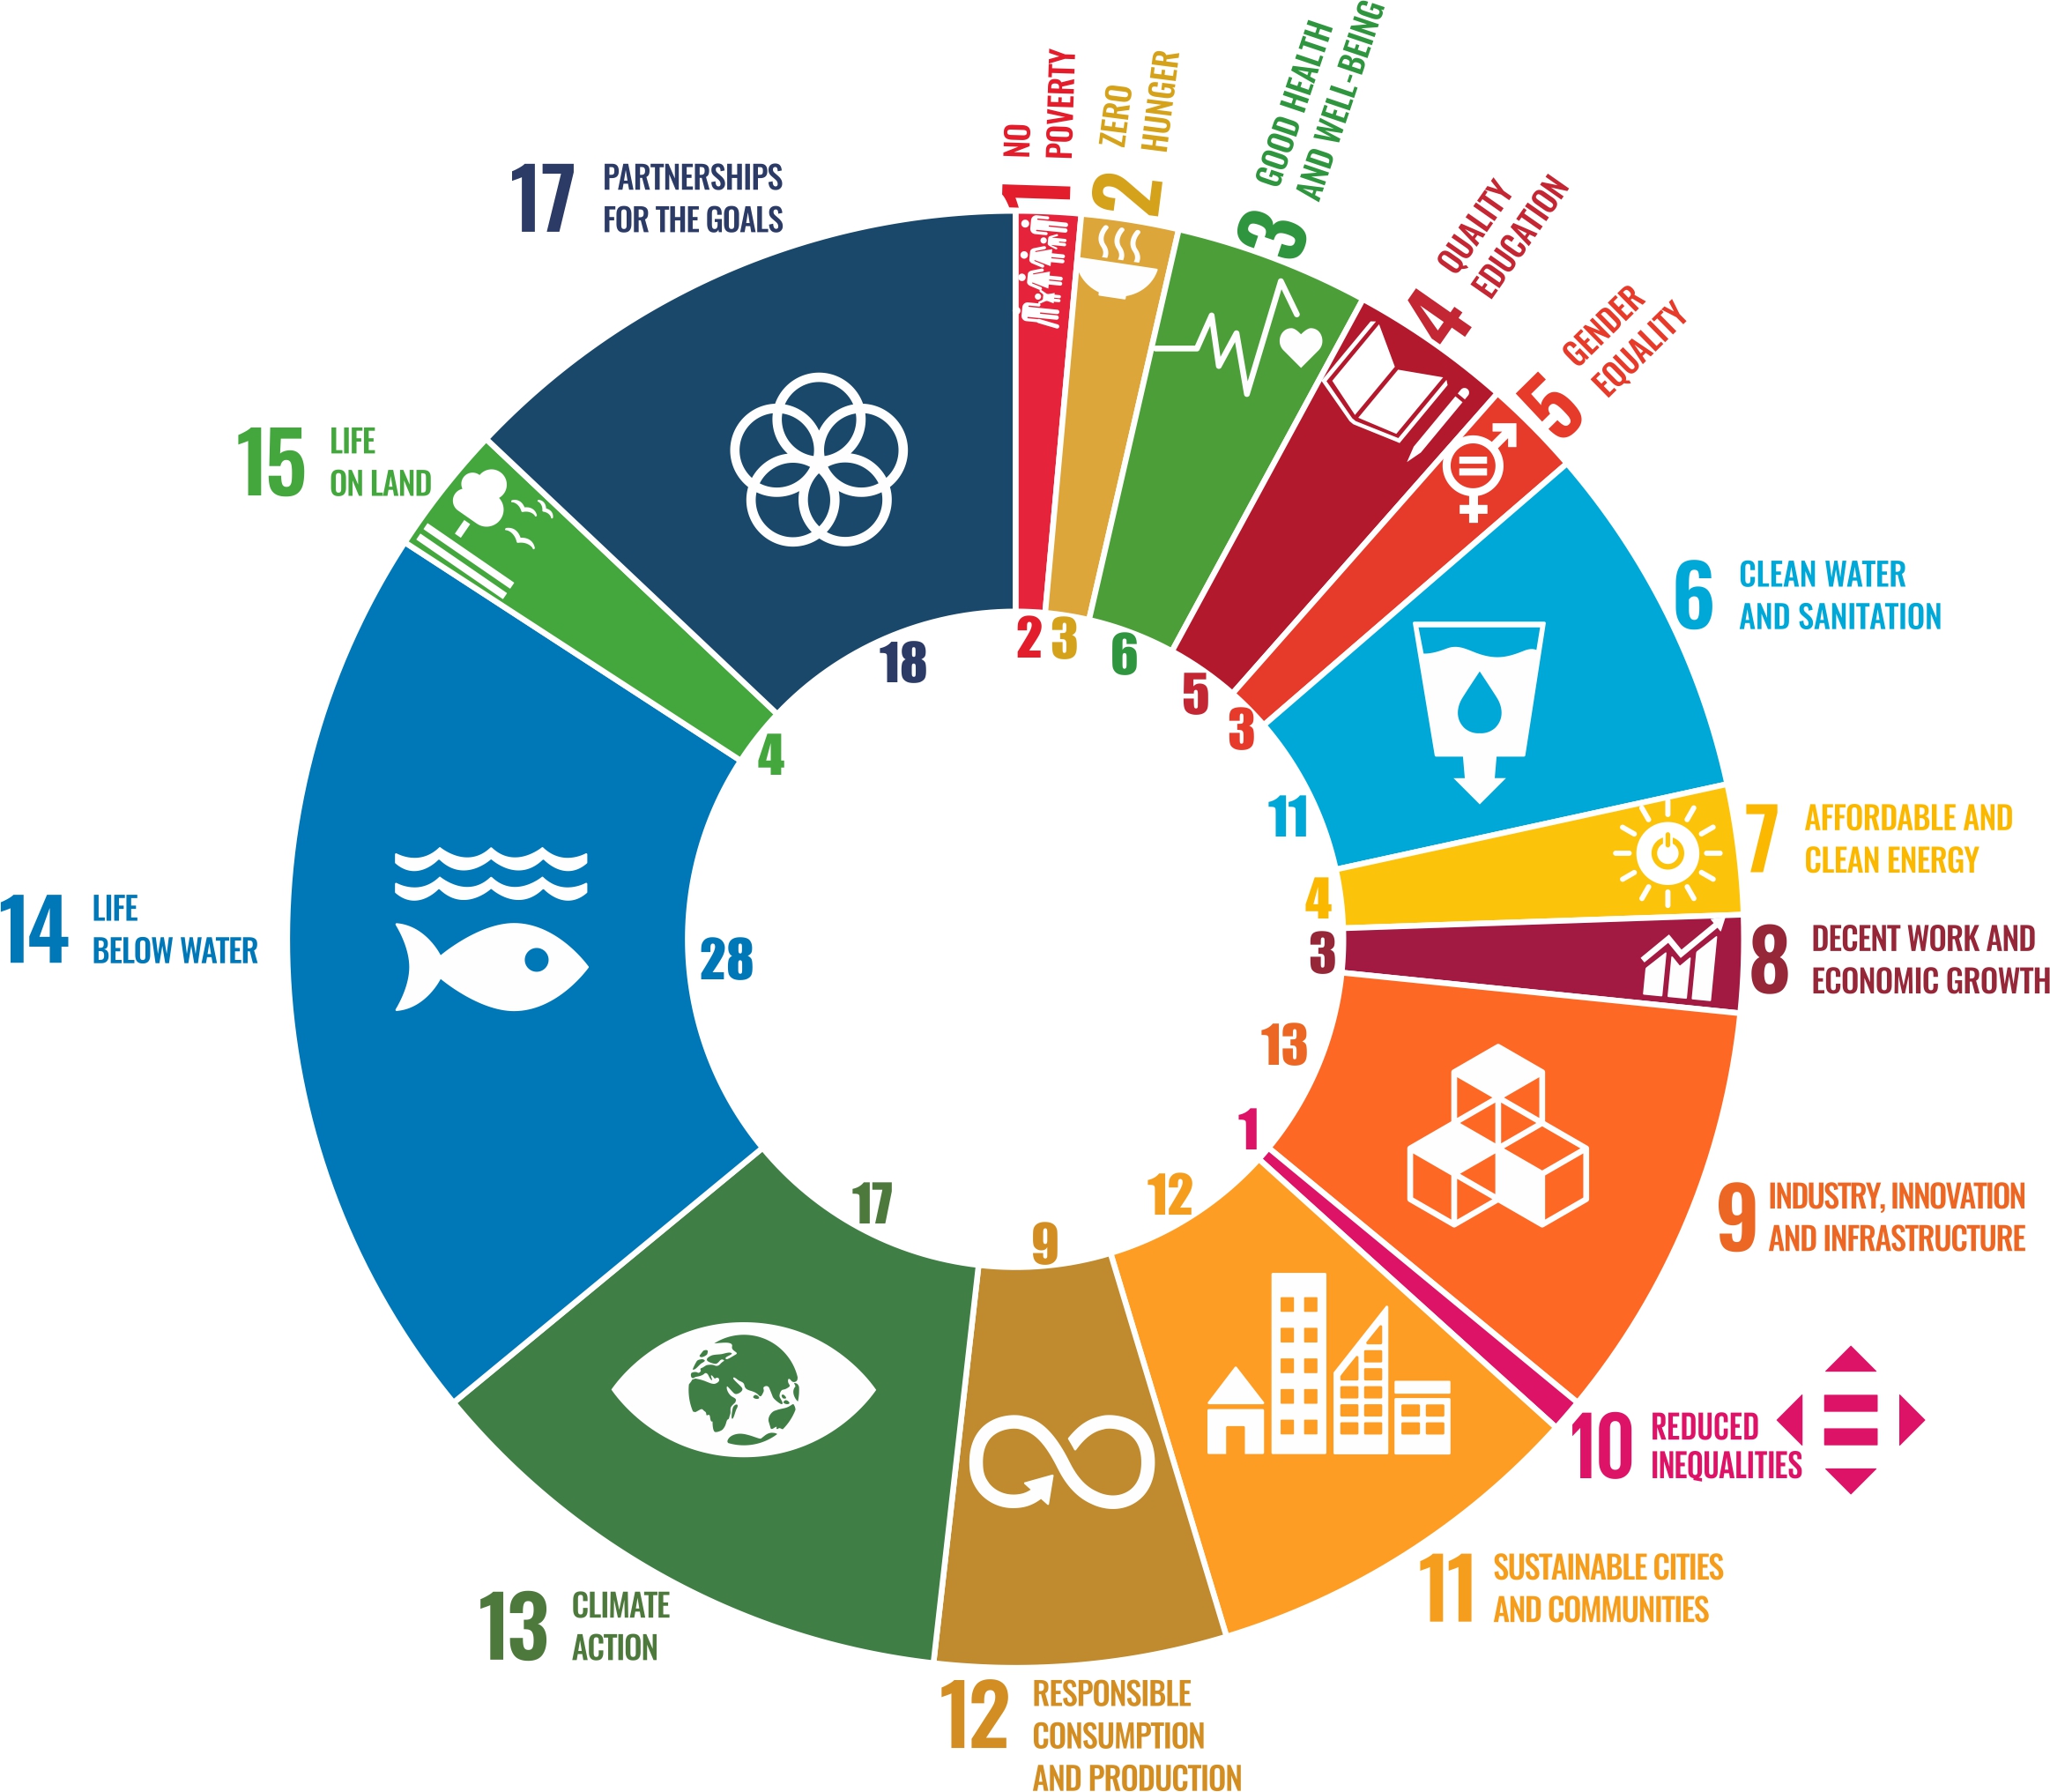 1
NO
POVERTY
2
ZERO
HUNGER
3
GOOD HEALTH
AND WELL-BEING
4
QUALITY
EDUCATION
5
GENDER
EQUALITY
6
CLEAN WATER
AND SANITATION
7
AFFORDABLE AND
CLEAN ENERGY
8
DECENT WORK AND
ECONOMIC GROWTH
9
INDUSTRY, INNOVATION
AND INFRASTRUCTURE
10
REDUCED
INEQUALITIES
11
SUSTAINABLE CITIES
AND COMMUNITIES
12
RESPONSIBLE
CONSUMPTION
AND PRODUCTION
13
CLIMATE
ACTION
14
LIFE
BELOW WATER
15
LIFE
ON LAND
17
PARTNERSHIPS
FOR THE GOALS
2
3
6
5
3
11
4
3
13
1
12
9
17
28
4
18